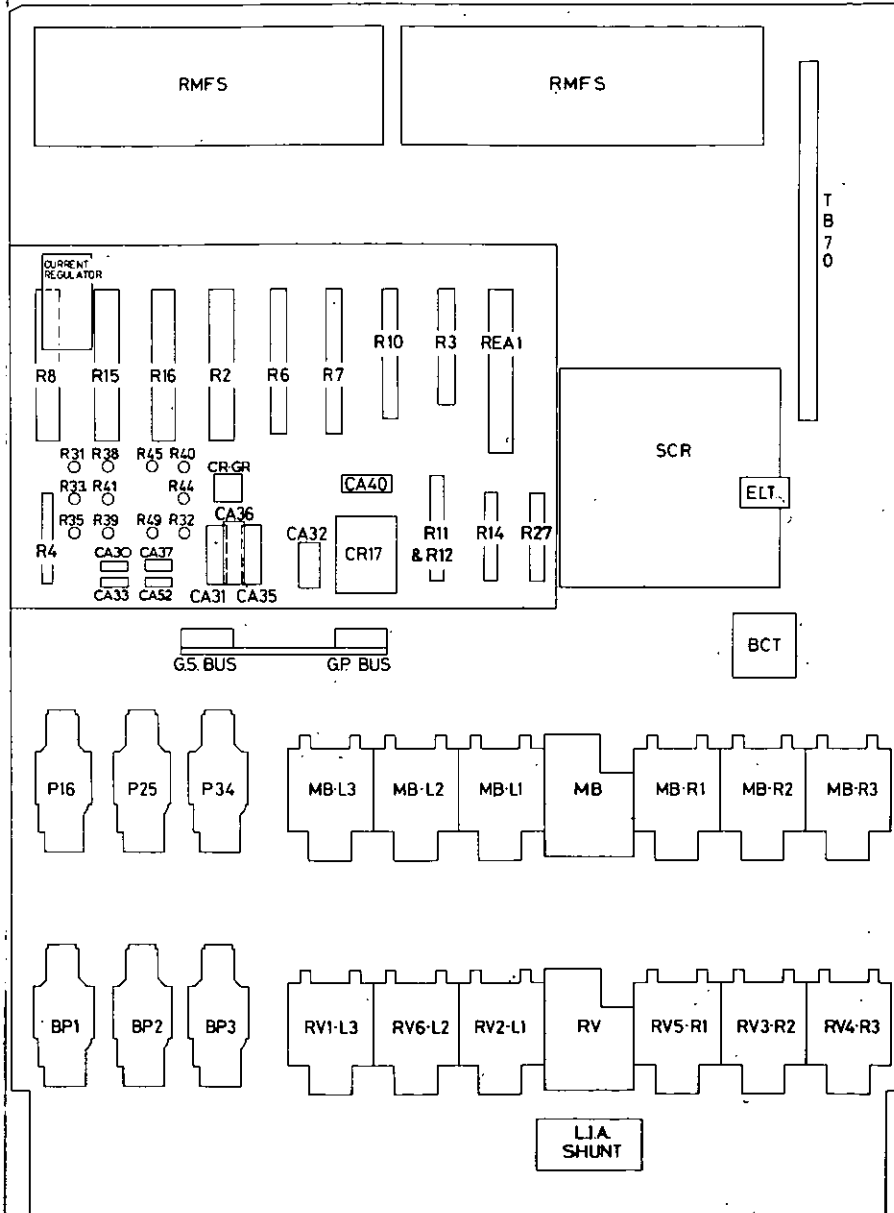 RMFS RMFS
T
B
7
0
CURRENT
REGULATOR
R8 R15 R16 R2 R6 R7 R10 R3 REA1
R31 R38 R45 R40 CR-GR
R33 R41 R44 CA36 CA40
R35 R39 R49 R32
R4 CA30 CA37
CA33 CA52 CA31 CA35 CA32 CR17
R11
& R12
R14 R27
SCR
ELT.
G.S. BUS G.P. BUS
BCT
P16 P25 P34 MB-L3 MB-L2 MB-L1 MB MB-R1 MB-R2 MB-R3
BP1 BP2 BP3 RV1-L3 RV6-L2 RV2-L1 RV RV5-R1 RV3-R2 RV4-R3
L.I.A.
SHUNT